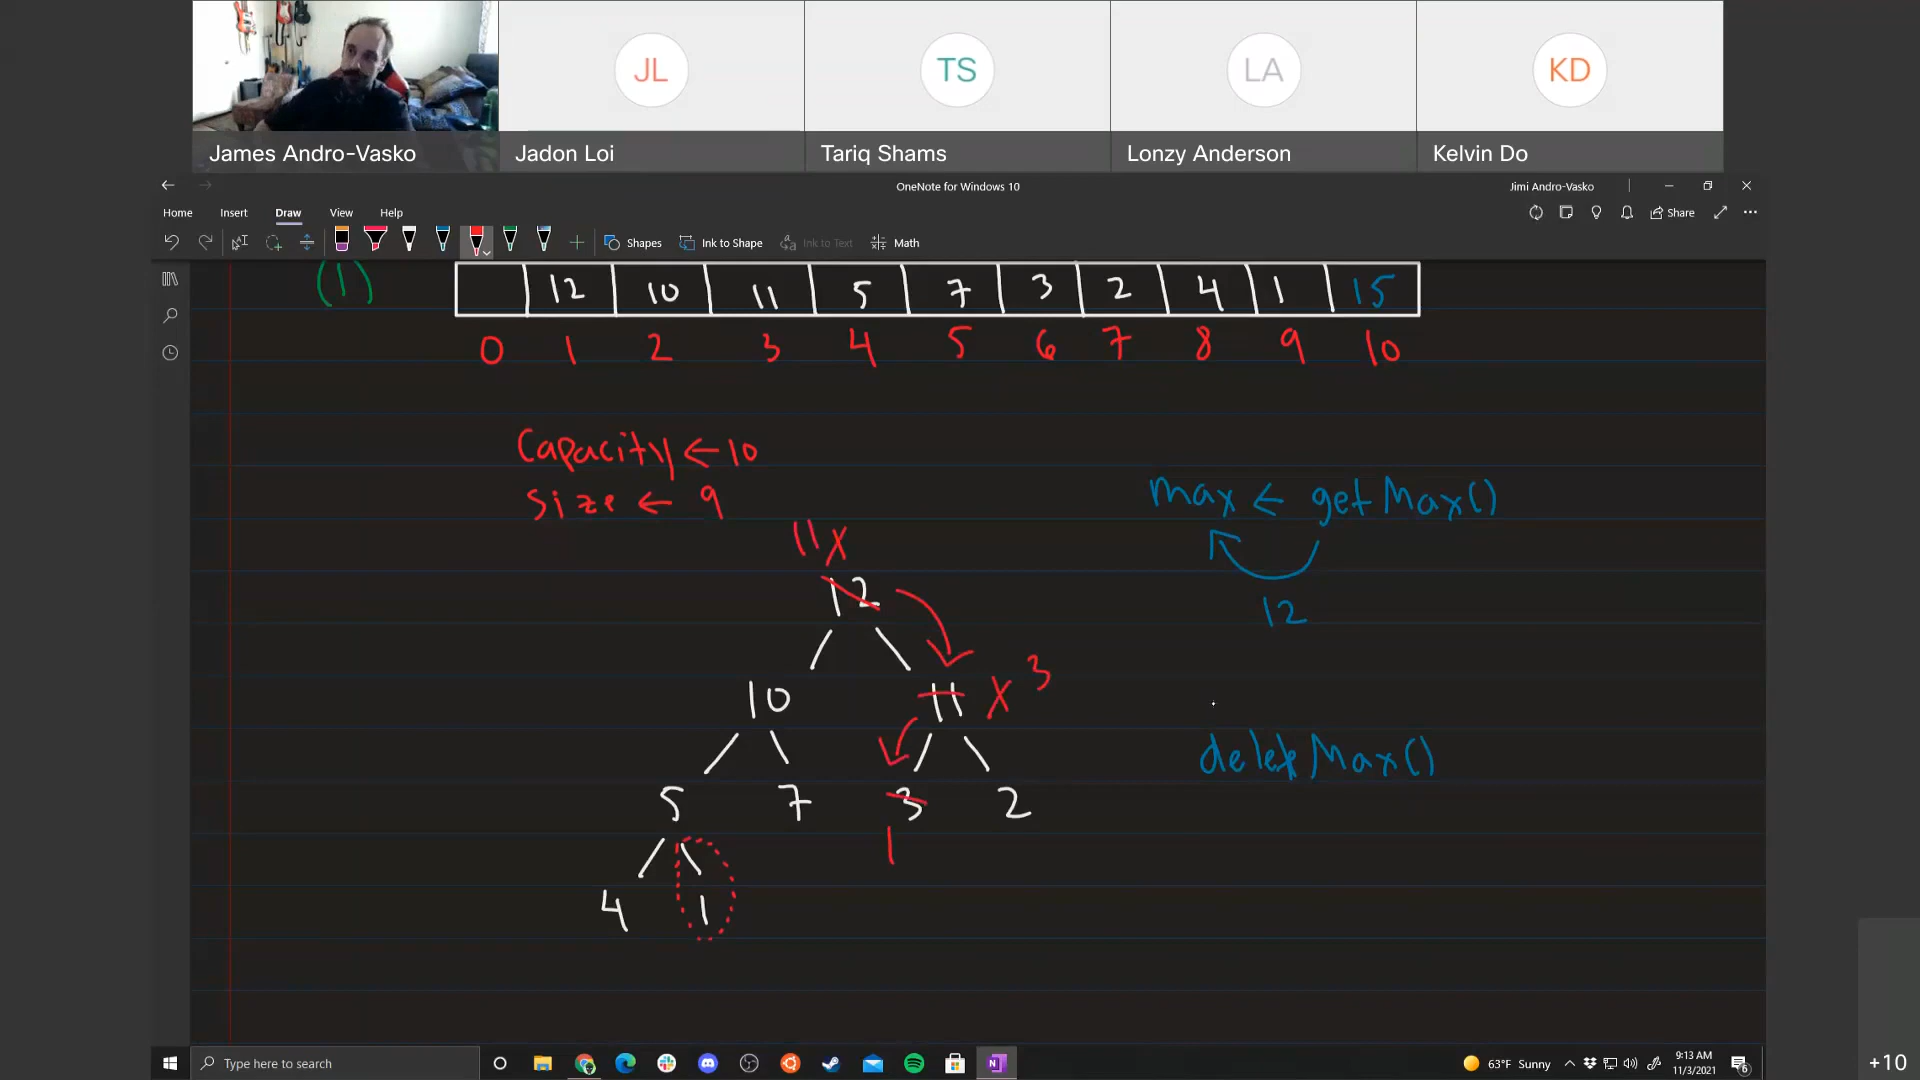 JL
TS
LA
KD
James Andro-Vasko
Jadon Loi
Tariq Shams
Lonzy Anderson
Kelvin Do
OneNote for Windows 10
Jimi Andro-Vasko
Home Insert Draw View Help
Share
Shapes
Ink to Shape
Ink to Text
Math
(1)
12 10 11 5 7 3 2 4 1 15
0 1 2 3 4 5 6 7 8 9 10
Capacity ← 10
Size ← 9
max ← getMax()
12
11 X
12
10 11 X 3
deleteMax()
5 7 3 2
1
4 1
Type here to search
63°F Sunny
9:13 AM
11/3/2021
6
+10